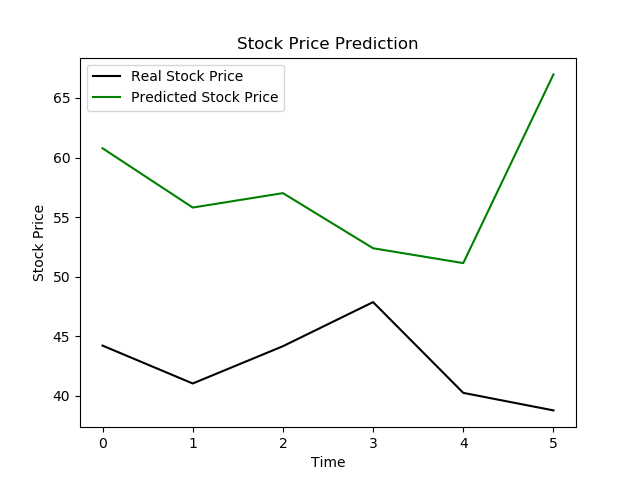 Stock Price Prediction
Real Stock Price
Predicted Stock Price
Stock Price
65
60
55
50
45
40
0 1 2 3 4 5
Time